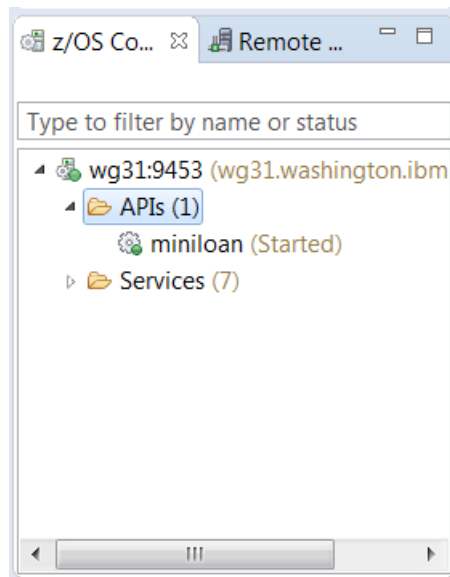 z/OS Co... Remote ...
Type to filter by name or status
wg31:9453 (wg31.washington.ibm
APIs (1)
miniloan (Started)
Services (7)